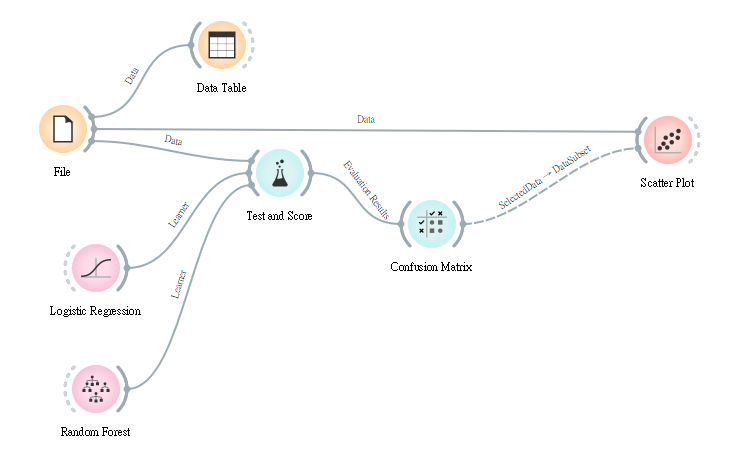 Data Table
Data
Data
File
Data
Scatter Plot
Test and Score
Evaluation Results
SelectedData → DataSubset
Learner
Confusion Matrix
Logistic Regression
Learner
Random Forest